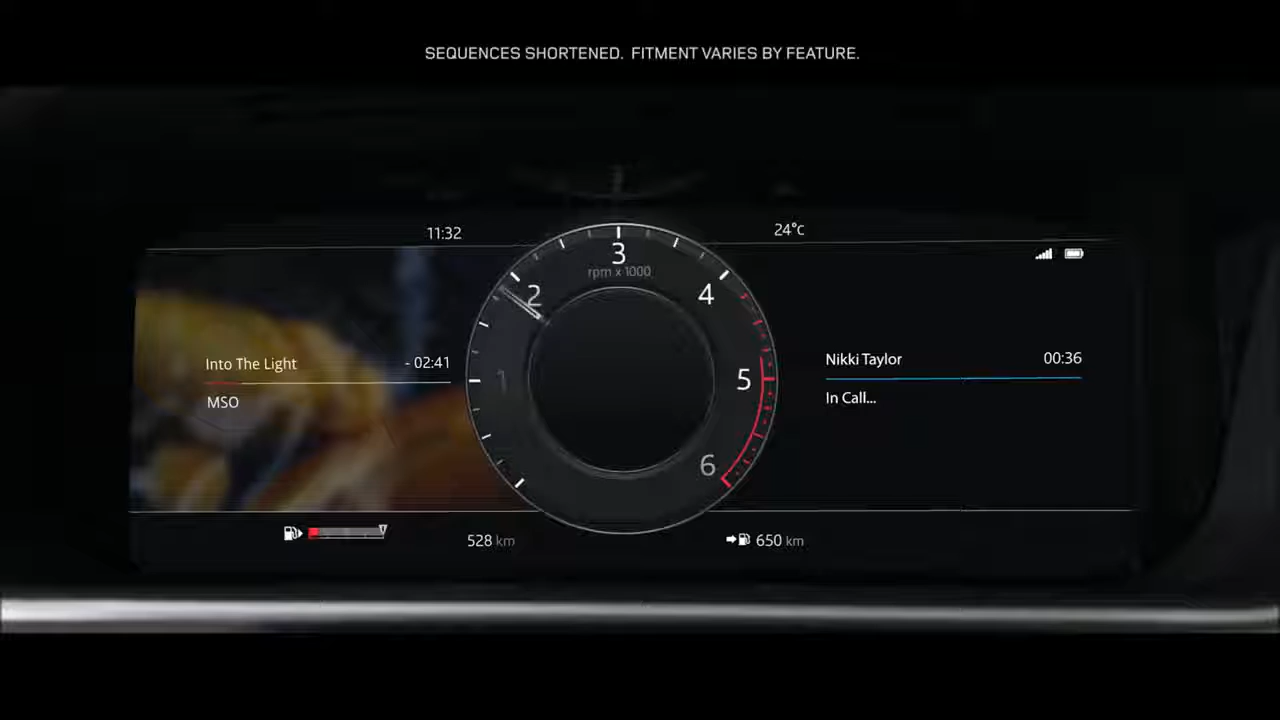 SEQUENCES SHORTENED. FITMENT VARIES BY FEATURE.
11:32
24°c
3
rpm x 1000
2
4
Into The Light - 02:41
MSO
1
5
Nikki Taylor 00:36
In Call...
6
528 km
650 km